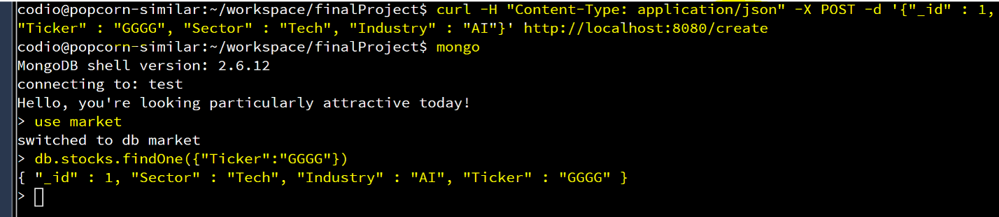 codio@popcorn-similar:~/workspace/finalProject$ curl -H "Content-Type: application/json" -X POST -d '{"_id" : 1,
"Ticker" : "GGGG", "Sector" : "Tech", "Industry" : "AI"}' http://localhost:8080/create
codio@popcorn-similar:~/workspace/finalProject$ mongo
MongoDB shell version: 2.6.12
connecting to: test
Hello, you're looking particularly attractive today!
> use market
switched to db market
> db.stocks.findOne({"Ticker":"GGGG"})
{ "_id" : 1, "Sector" : "Tech", "Industry" : "AI", "Ticker" : "GGGG" }
>